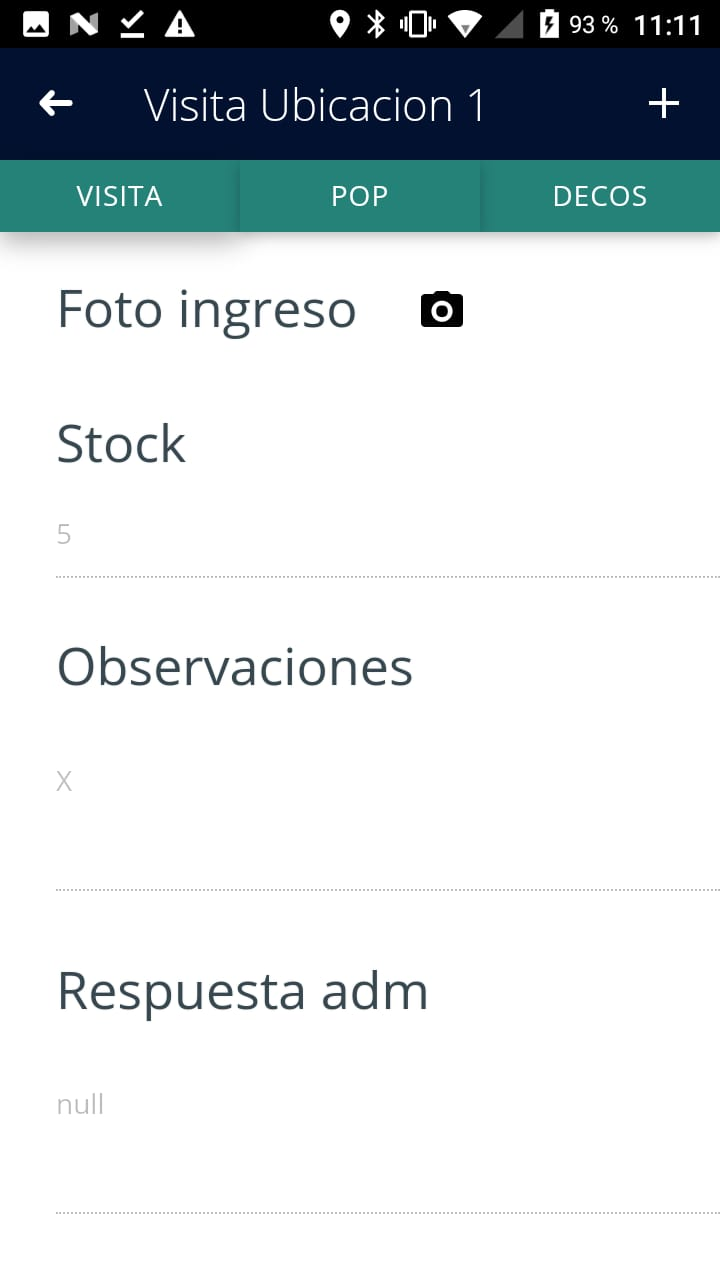 93 % 11:11
Visita Ubicacion 1
VISITA POP DECOS
Foto ingreso
Stock
5
Observaciones
X
Respuesta adm
null